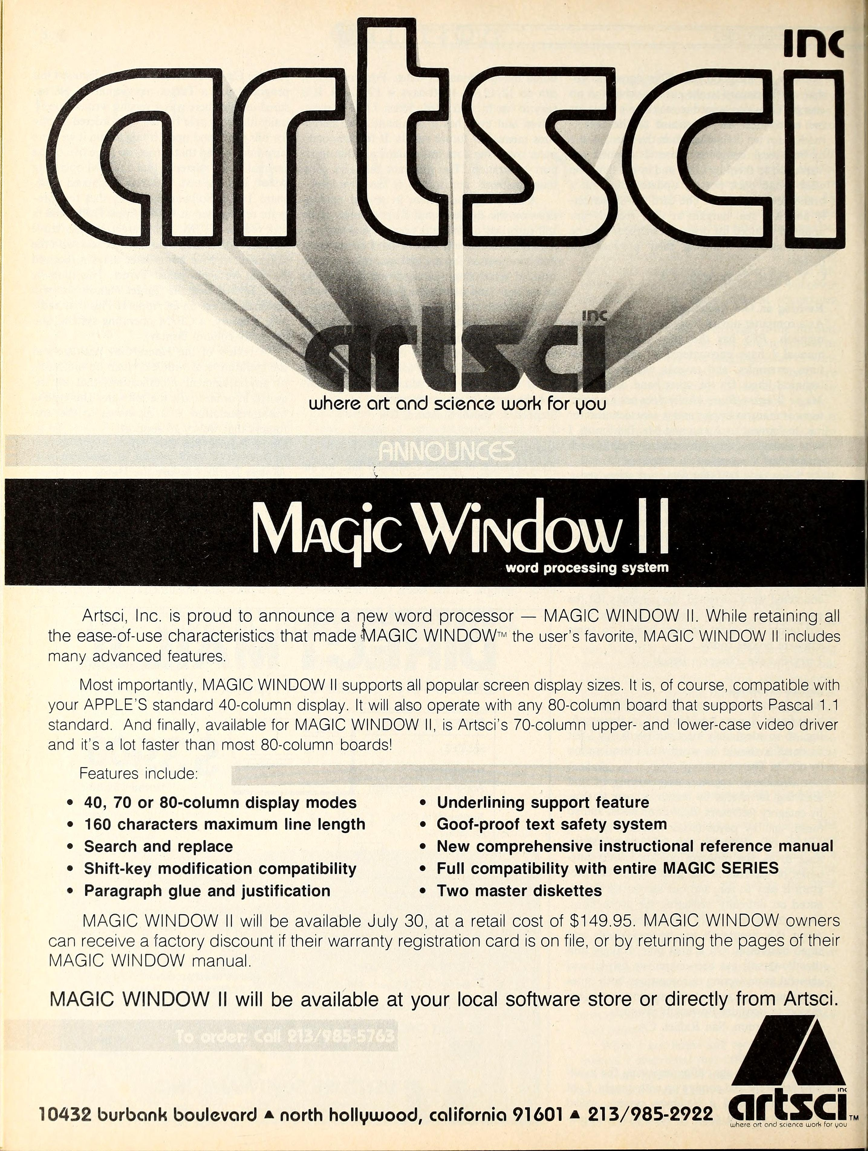 artsci inc
artsci inc
where art and science work for you
ANNOUNCES
MAGIC WINDOW II
word processing system
Artsci, Inc. is proud to announce a new word processor — MAGIC WINDOW II. While retaining all
the ease-of-use characteristics that made MAGIC WINDOW™ the user's favorite, MAGIC WINDOW II includes
many advanced features.
Most importantly, MAGIC WINDOW II supports all popular screen display sizes. It is, of course, compatible with
your APPLE'S standard 40-column display. It will also operate with any 80-column board that supports Pascal 1.1
standard. And finally, available for MAGIC WINDOW II, is Artsci's 70-column upper- and lower-case video driver
and it's a lot faster than most 80-column boards!
Features include:
• 40, 70 or 80-column display modes
• 160 characters maximum line length
• Search and replace
• Shift-key modification compatibility
• Paragraph glue and justification
• Underlining support feature
• Goof-proof text safety system
• New comprehensive instructional reference manual
• Full compatibility with entire MAGIC SERIES
• Two master diskettes
MAGIC WINDOW II will be available July 30, at a retail cost of $149.95. MAGIC WINDOW owners
can receive a factory discount if their warranty registration card is on file, or by returning the pages of their
MAGIC WINDOW manual.
MAGIC WINDOW II will be available at your local software store or directly from Artsci.
To order: Call 213/985-5763
10432 burbank boulevard ▲ north hollywood, california 91601 ▲ 213/985-2922
artsci inc ™
where art and science work for you